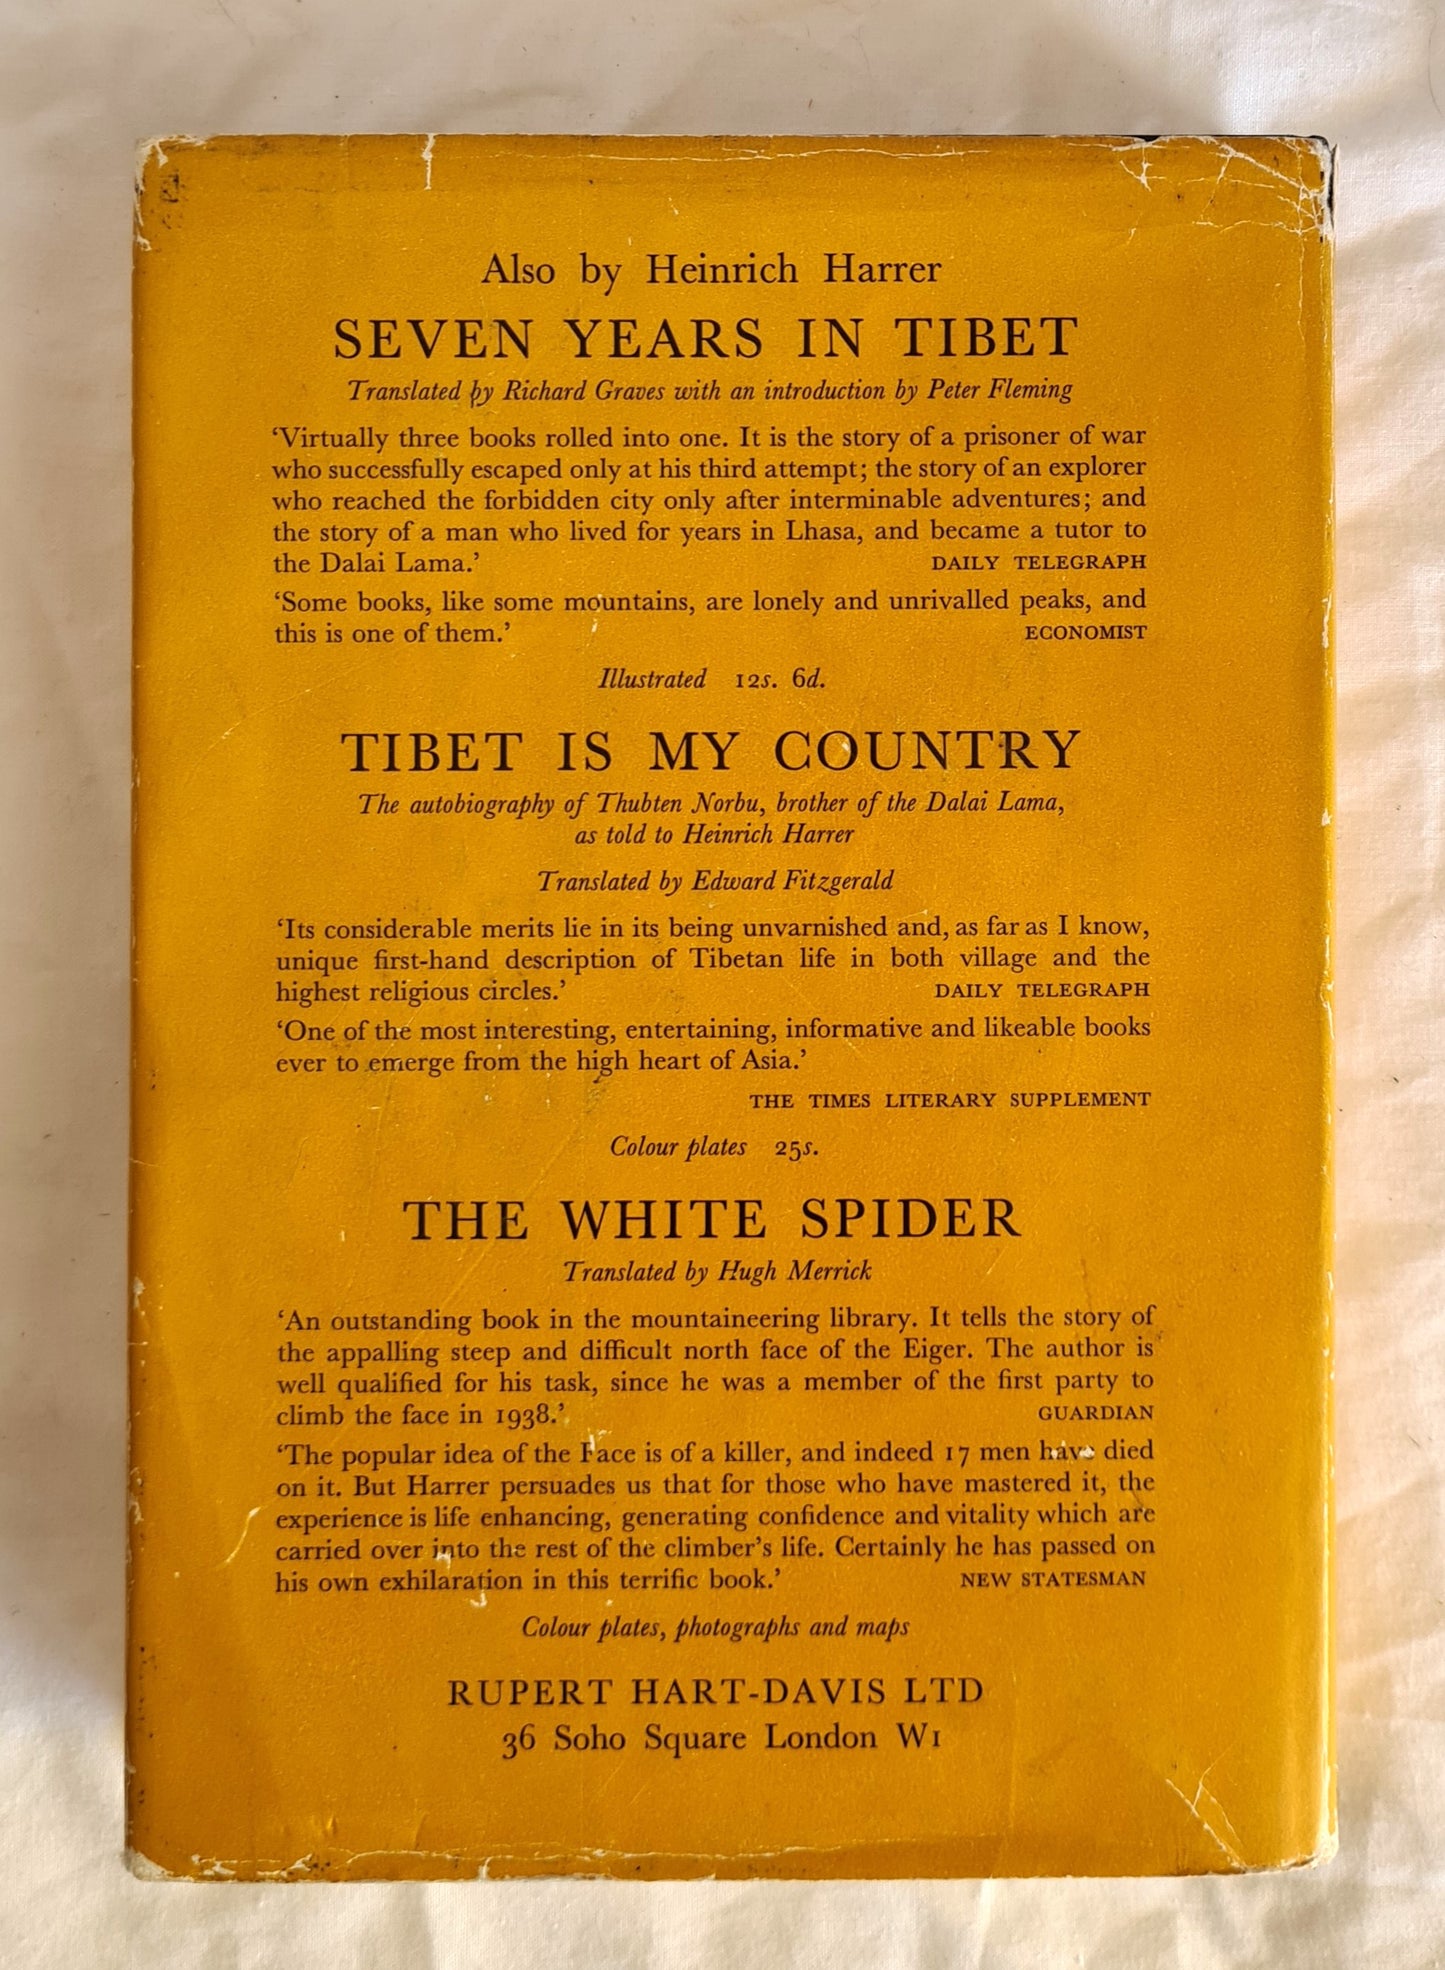 Also by Heinrich Harrer
SEVEN YEARS IN TIBET
Translated by Richard Graves with an introduction by Peter Fleming
‘Virtually three books rolled into one. It is the story of a prisoner of war
who successfully escaped only at his third attempt; the story of an explorer
who reached the forbidden city only after interminable adventures; and
the story of a man who lived for years in Lhasa, and became a tutor to
the Dalai Lama.’ DAILY TELEGRAPH
‘Some books, like some mountains, are lonely and unrivalled peaks, and
this is one of them.’ ECONOMIST
Illustrated 12s. 6d.
TIBET IS MY COUNTRY
The autobiography of Thubten Norbu, brother of the Dalai Lama,
as told to Heinrich Harrer
Translated by Edward Fitzgerald
‘Its considerable merits lie in its being unvarnished and, as far as I know,
unique first-hand description of Tibetan life in both village and the
highest religious circles.’ DAILY TELEGRAPH
‘One of the most interesting, entertaining, informative and likeable books
ever to emerge from the high heart of Asia.’
THE TIMES LITERARY SUPPLEMENT
Colour plates 25s.
THE WHITE SPIDER
Translated by Hugh Merrick
‘An outstanding book in the mountaineering library. It tells the story of
the appalling steep and difficult north face of the Eiger. The author is
well qualified for his task, since he was a member of the first party to
climb the face in 1938.’ GUARDIAN
‘The popular idea of the Face is of a killer, and indeed 17 men have died
on it. But Harrer persuades us that for those who have mastered it, the
experience is life enhancing, generating confidence and vitality which are
carried over into the rest of the climber’s life. Certainly he has passed on
his own exhilaration in this terrific book.’ NEW STATESMAN
Colour plates, photographs and maps
RUPERT HART-DAVIS LTD
36 Soho Square London W1